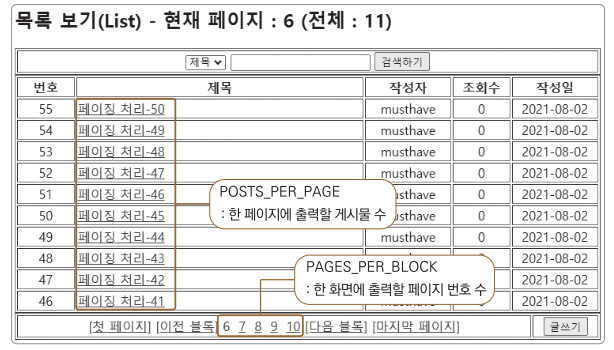 목록 보기(List) - 현재 페이지 : 6 (전체 : 11)
제목 검색하기
번호 제목 작성자 조회수 작성일
55 페이징 처리-50 musthave 0 2021-08-02
54 페이징 처리-49 musthave 0 2021-08-02
53 페이징 처리-48 musthave 0 2021-08-02
52 페이징 처리-47 musthave 0 2021-08-02
51 페이징 처리-46 musthave 0 2021-08-02
POSTS_PER_PAGE
: 한 페이지에 출력할 게시물 수
50 페이징 처리-45 musthave 0 2021-08-02
49 페이징 처리-44 musthave 0 2021-08-02
48 페이징 처리-43 2021-08-02
PAGES_PER_BLOCK
: 한 화면에 출력할 페이지 번호 수
47 페이징 처리-42 2021-08-02
46 페이징 처리-41 2021-08-02
[첫 페이지] [이전 블록] 6 7 8 9 10 [다음 블록] [마지막 페이지] 글쓰기